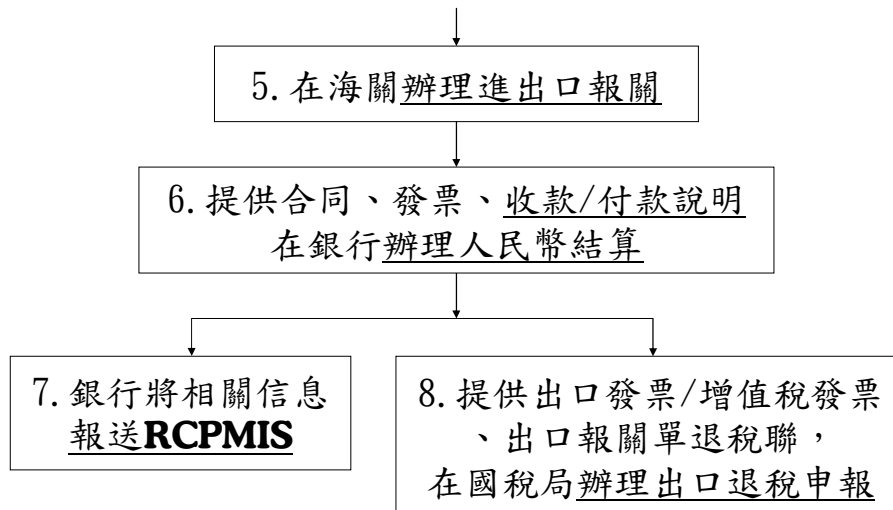 5.在海關辦理進出口報關
6.提供合同、發票、收款/付款說明
在銀行辦理人民幣結算
7.銀行將相關信息
報送RCPMIS
8.提供出口發票/增值稅發票
、出口報關單退稅聯，
在國稅局辦理出口退稅申報